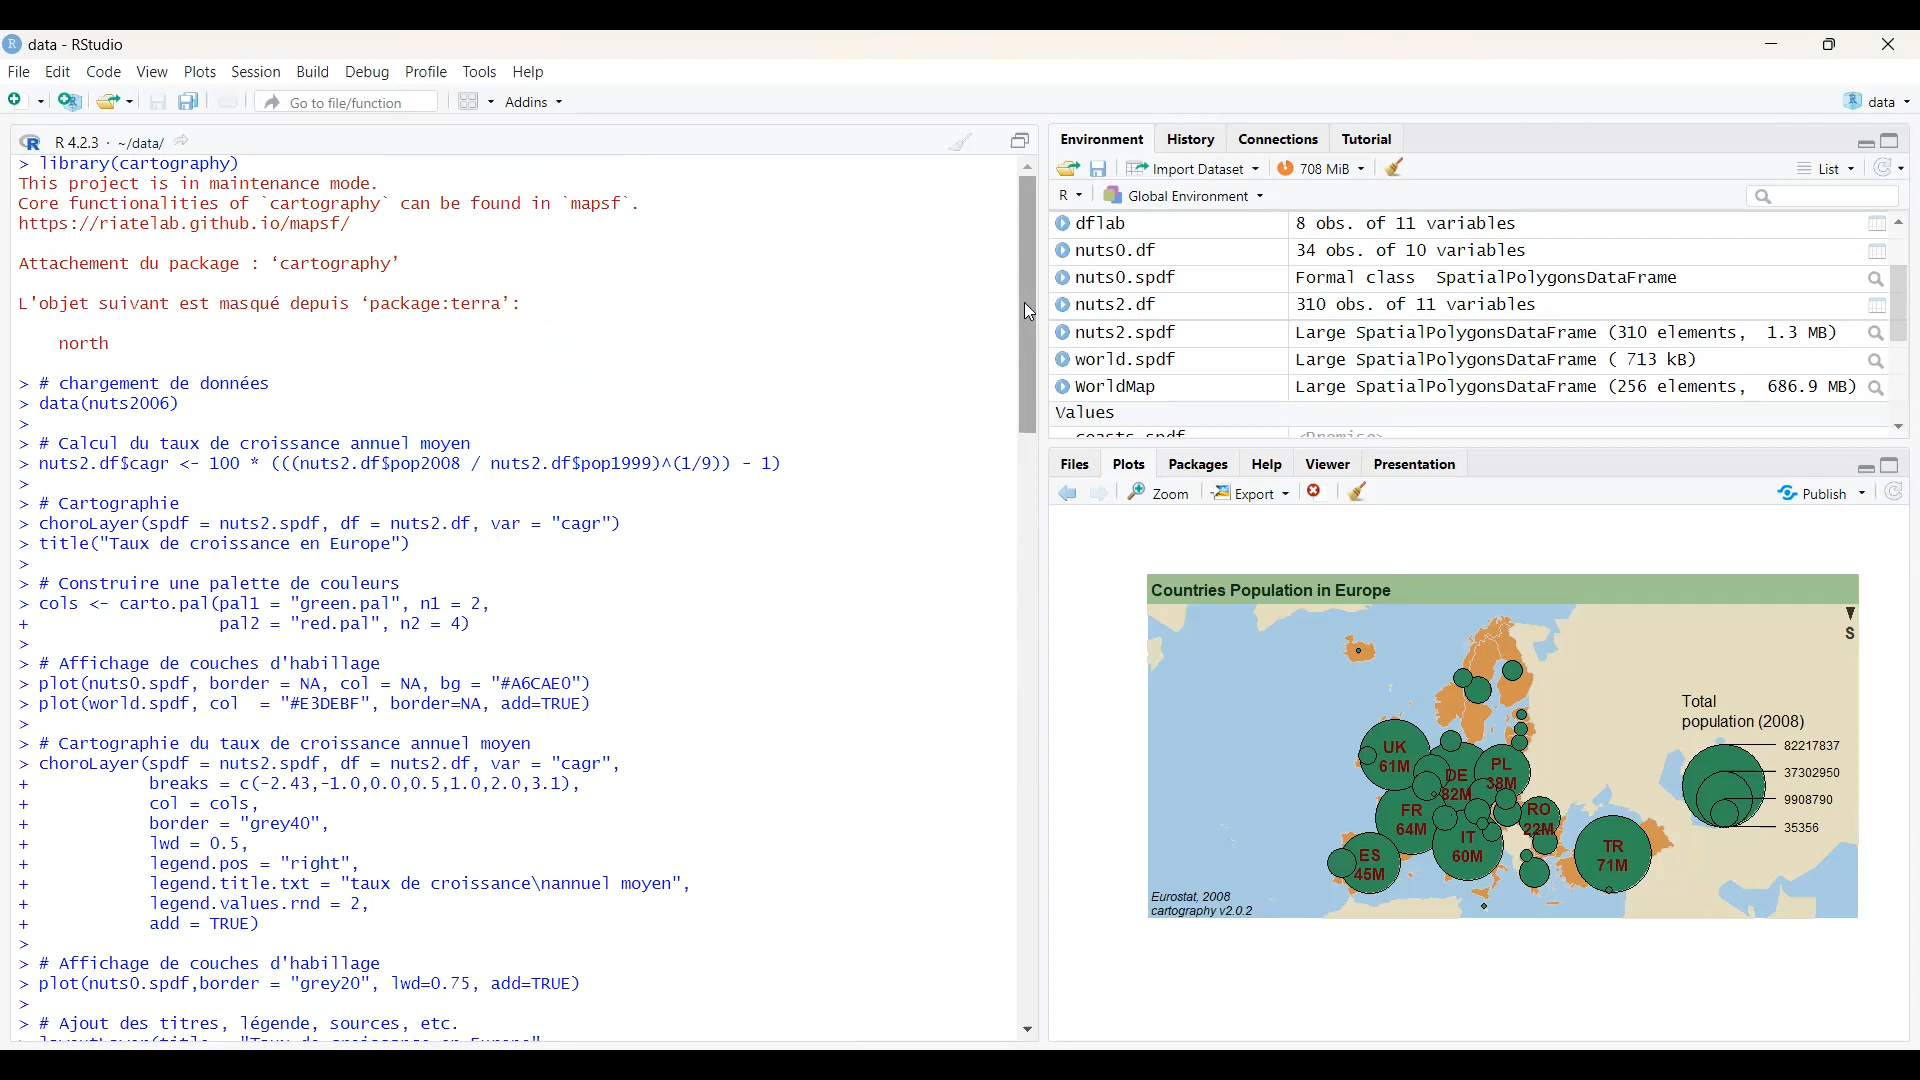 data - RStudio
File Edit Code View Plots Session Build Debug Profile Tools Help
Go to file/function Addins data
R 4.2.3 · ~/data/
> library(cartography)
This project is in maintenance mode.
Core functionalities of `cartography` can be found in `mapsf`.
https://riatelab.github.io/mapsf/
Attachement du package : ‘cartography’
L'objet suivant est masqué depuis ‘package:terra’:
north
> # chargement de données
> data(nuts2006)
>
> # Calcul du taux de croissance annuel moyen
> nuts2.df$cagr <- 100 * (((nuts2.df$pop2008 / nuts2.df$pop1999)^(1/9)) - 1)
>
> # Cartographie
> choroLayer(spdf = nuts2.spdf, df = nuts2.df, var = "cagr")
> title("Taux de croissance en Europe")
>
> # Construire une palette de couleurs
> cols <- carto.pal(pal1 = "green.pal", n1 = 2,
+ pal2 = "red.pal", n2 = 4)
>
> # Affichage de couches d'habillage
> plot(nuts0.spdf, border = NA, col = NA, bg = "#A6CAE0")
> plot(world.spdf, col = "#E3DEBF", border=NA, add=TRUE)
>
> # Cartographie du taux de croissance annuel moyen
> choroLayer(spdf = nuts2.spdf, df = nuts2.df, var = "cagr",
+ breaks = c(-2.43,-1.0,0.0,0.5,1.0,2.0,3.1),
+ col = cols,
+ border = "grey40",
+ lwd = 0.5,
+ legend.pos = "right",
+ legend.title.txt = "taux de croissance\nannuel moyen",
+ legend.values.rnd = 2,
+ add = TRUE)
>
> # Affichage de couches d'habillage
> plot(nuts0.spdf,border = "grey20", lwd=0.75, add=TRUE)
>
> # Ajout des titres, légende, sources, etc.
Environment History Connections Tutorial
Import Dataset 708 MiB List
R Global Environment
dflab 8 obs. of 11 variables
nuts0.df 34 obs. of 10 variables
nuts0.spdf Formal class SpatialPolygonsDataFrame
nuts2.df 310 obs. of 11 variables
nuts2.spdf Large SpatialPolygonsDataFrame (310 elements, 1.3 MB)
world.spdf Large SpatialPolygonsDataFrame ( 713 kB)
WorldMap Large SpatialPolygonsDataFrame (256 elements, 686.9 MB)
Values
Files Plots Packages Help Viewer Presentation
Zoom Export Publish
Countries Population in Europe
S
Total
population (2008)
82217837
37302950
9908790
35356
UK
61M
DE
82M
PL
38M
FR
64M
IT
60M
RO
22M
ES
45M
TR
71M
Eurostat, 2008
cartography v2.0.2